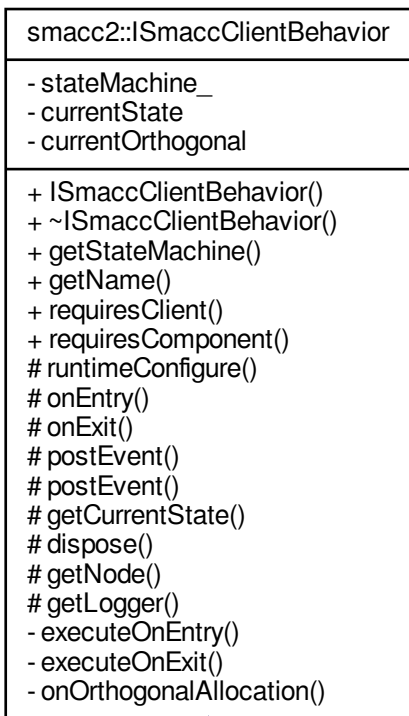 smacc2::ISmaccClientBehavior
- stateMachine_
- currentState
- currentOrthogonal
+ ISmaccClientBehavior()
+ ~ISmaccClientBehavior()
+ getStateMachine()
+ getName()
+ requiresClient()
+ requiresComponent()
# runtimeConfigure()
# onEntry()
# onExit()
# postEvent()
# postEvent()
# getCurrentState()
# dispose()
# getNode()
# getLogger()
- executeOnEntry()
- executeOnExit()
- onOrthogonalAllocation()